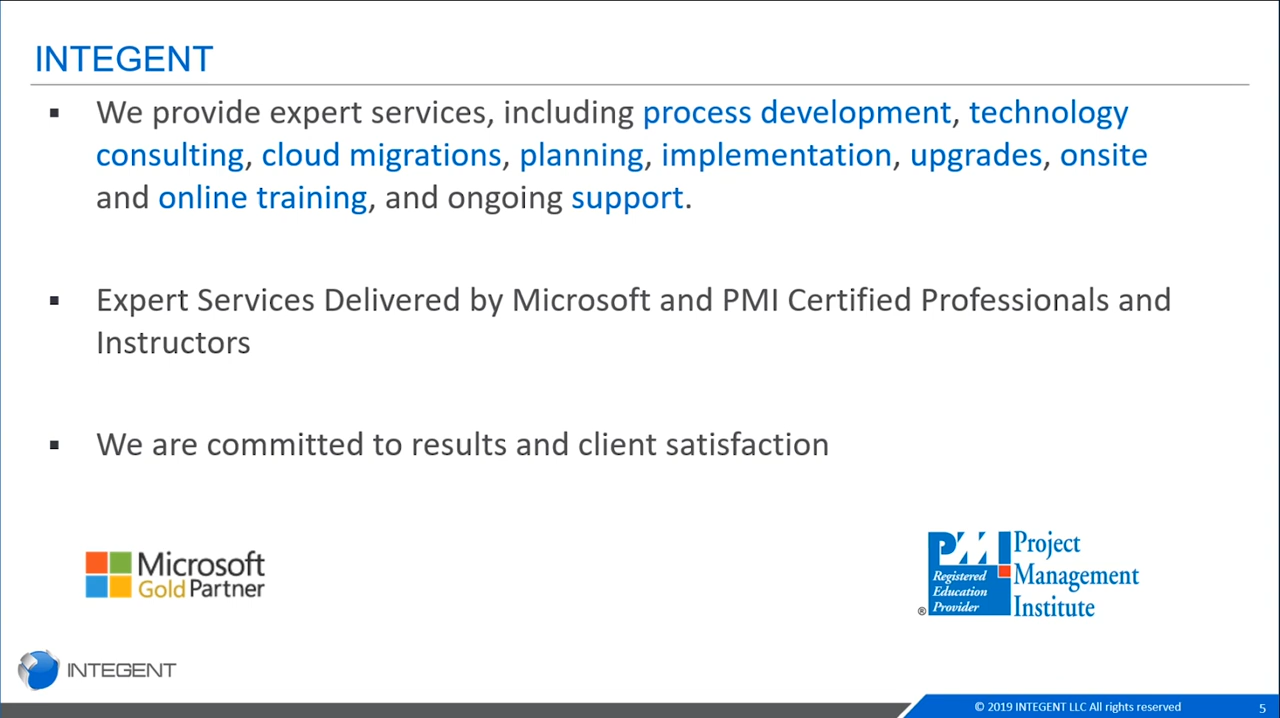 INTEGENT
▪ We provide expert services, including process development, technology
consulting, cloud migrations, planning, implementation, upgrades, onsite
and online training, and ongoing support.
▪ Expert Services Delivered by Microsoft and PMI Certified Professionals and
Instructors
▪ We are committed to results and client satisfaction
Microsoft
Gold Partner
PMI
Registered
Education
Provider
®
Project
Management
Institute
INTEGENT
© 2019 INTEGENT LLC All rights reserved
5